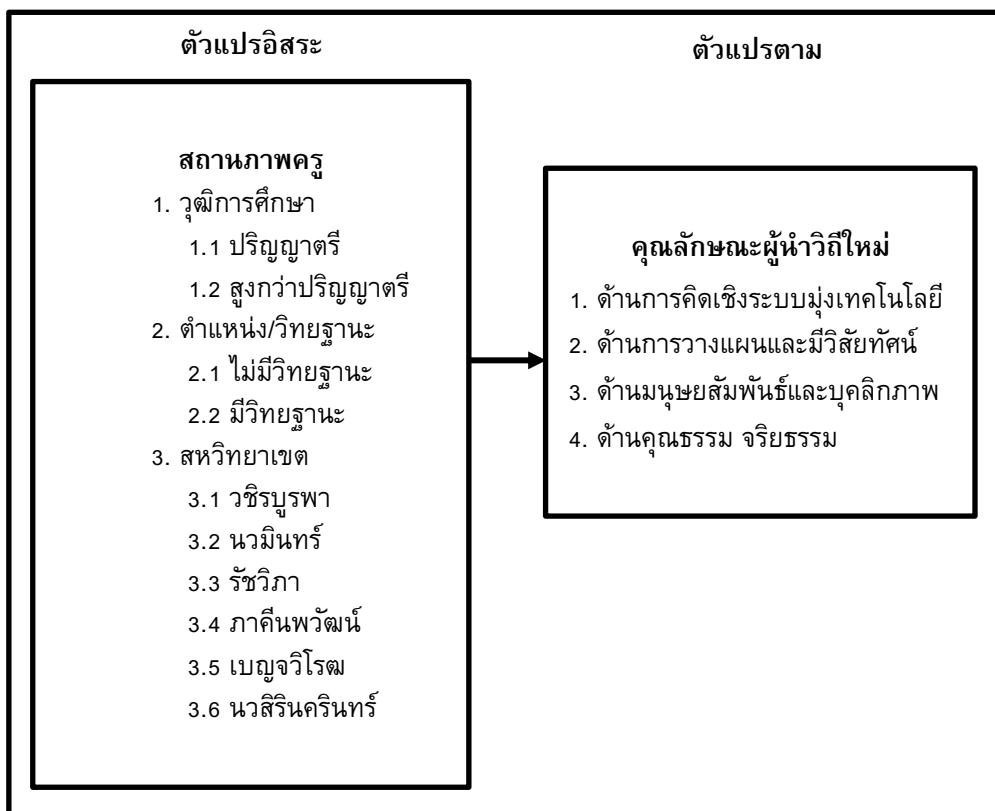 ตัวแปรอิสระ
ตัวแปรตาม
สถานภาพครู
1. วุฒิการศึกษา
1.1 ปริญญาตรี
1.2 สูงกว่าปริญญาตรี
2. ตำแหน่ง/วิทยฐานะ
2.1 ไม่มีวิทยฐานะ
2.2 มีวิทยฐานะ
3. สหวิทยาเขต
3.1 วชิรบูรพา
3.2 นวมินทร์
3.3 รัชวิภา
3.4 ภาคีนพวัฒน์
3.5 เบญจวิโรฒ
3.6 นวสิรินครินทร์
คุณลักษณะผู้นำวิถีใหม่
1. ด้านการคิดเชิงระบบมุ่งเทคโนโลยี
2. ด้านการวางแผนและมีวิสัยทัศน์
3. ด้านมนุษยสัมพันธ์และบุคลิกภาพ
4. ด้านคุณธรรม จริยธรรม